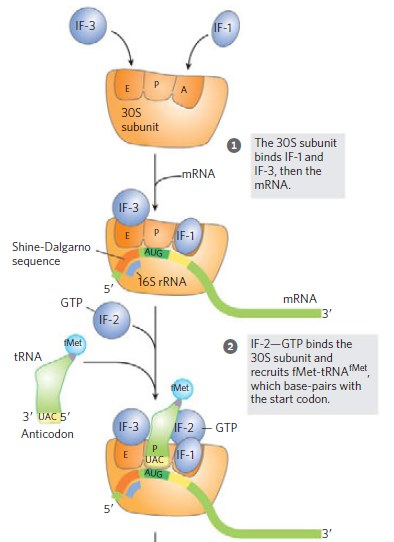 IF-3
IF-1
E P A
30S
subunit
1 The 30S subunit
binds IF-1 and
IF-3, then the
mRNA.
mRNA
IF-3
E P IF-1
Shine-Dalgarno
sequence
AUG
16S rRNA
5′
mRNA
3′
GTP
IF-2
2 IF-2—GTP binds the
30S subunit and
recruits fMet-tRNAfMet,
which base-pairs with
the start codon.
fMet
tRNA
3′ UAC 5′
Anticodon
fMet
IF-3
IF-2
GTP
E P IF-1
UAC
AUG
5′
3′